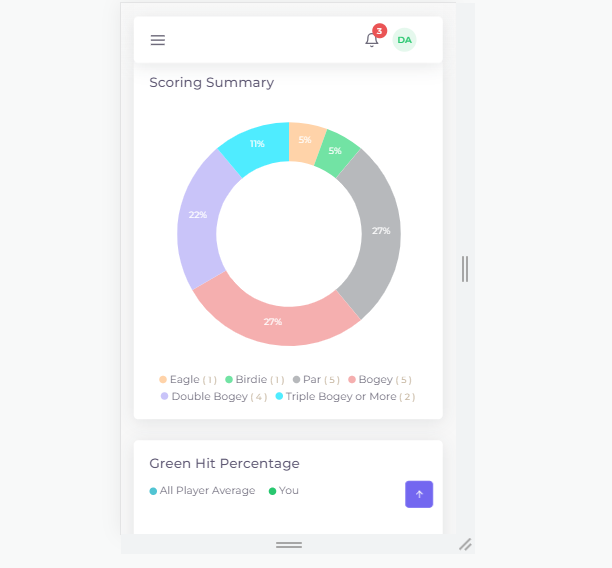 3
DA
Scoring Summary
11%
5%
5%
22%
27%
27%
Eagle ( 1 ) Birdie ( 1 ) Par ( 5 ) Bogey ( 5 )
Double Bogey ( 4 ) Triple Bogey or More ( 2 )
Green Hit Percentage
All Player Average You